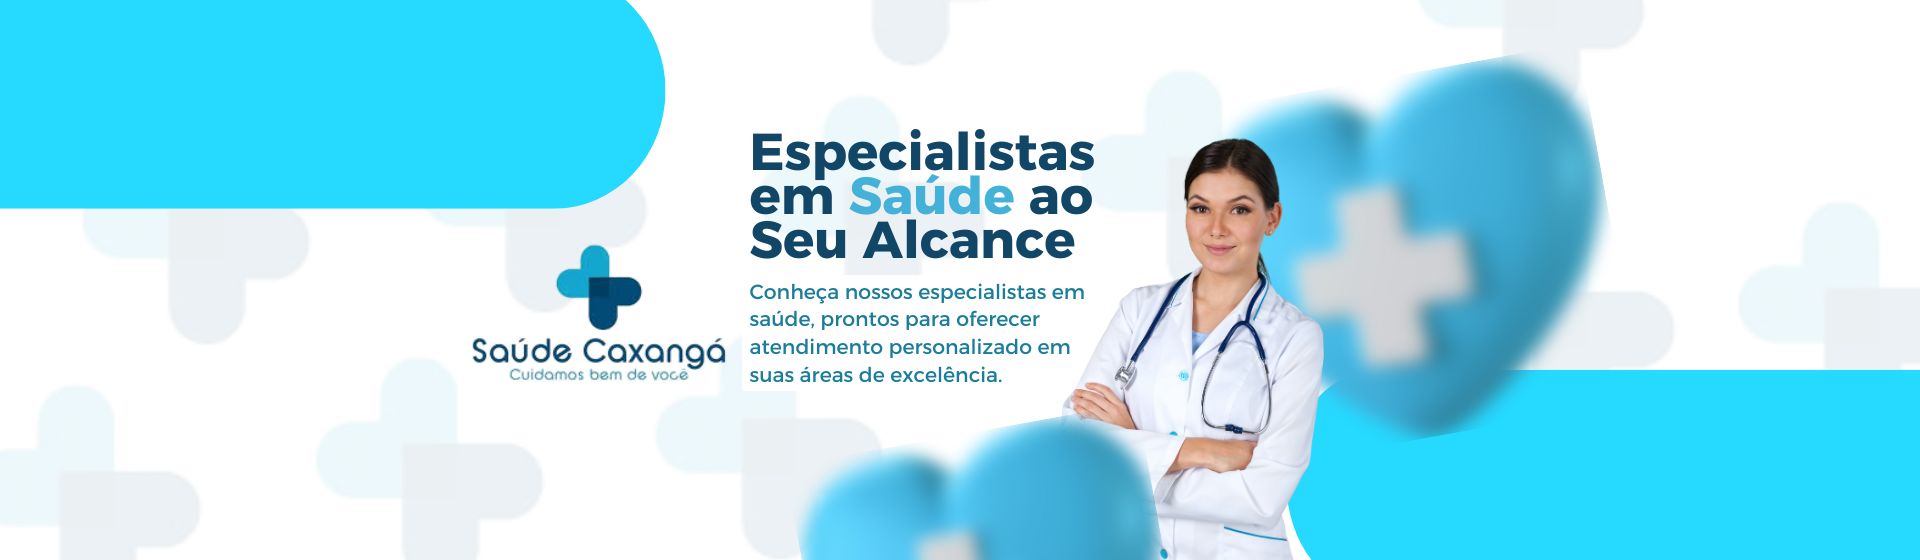 Especialistas
em Saúde ao
Seu Alcance
Conheça nossos especialistas em
saúde, prontos para oferecer
atendimento personalizado em
suas áreas de excelência.
Saúde Caxangá
Cuidamos bem de você